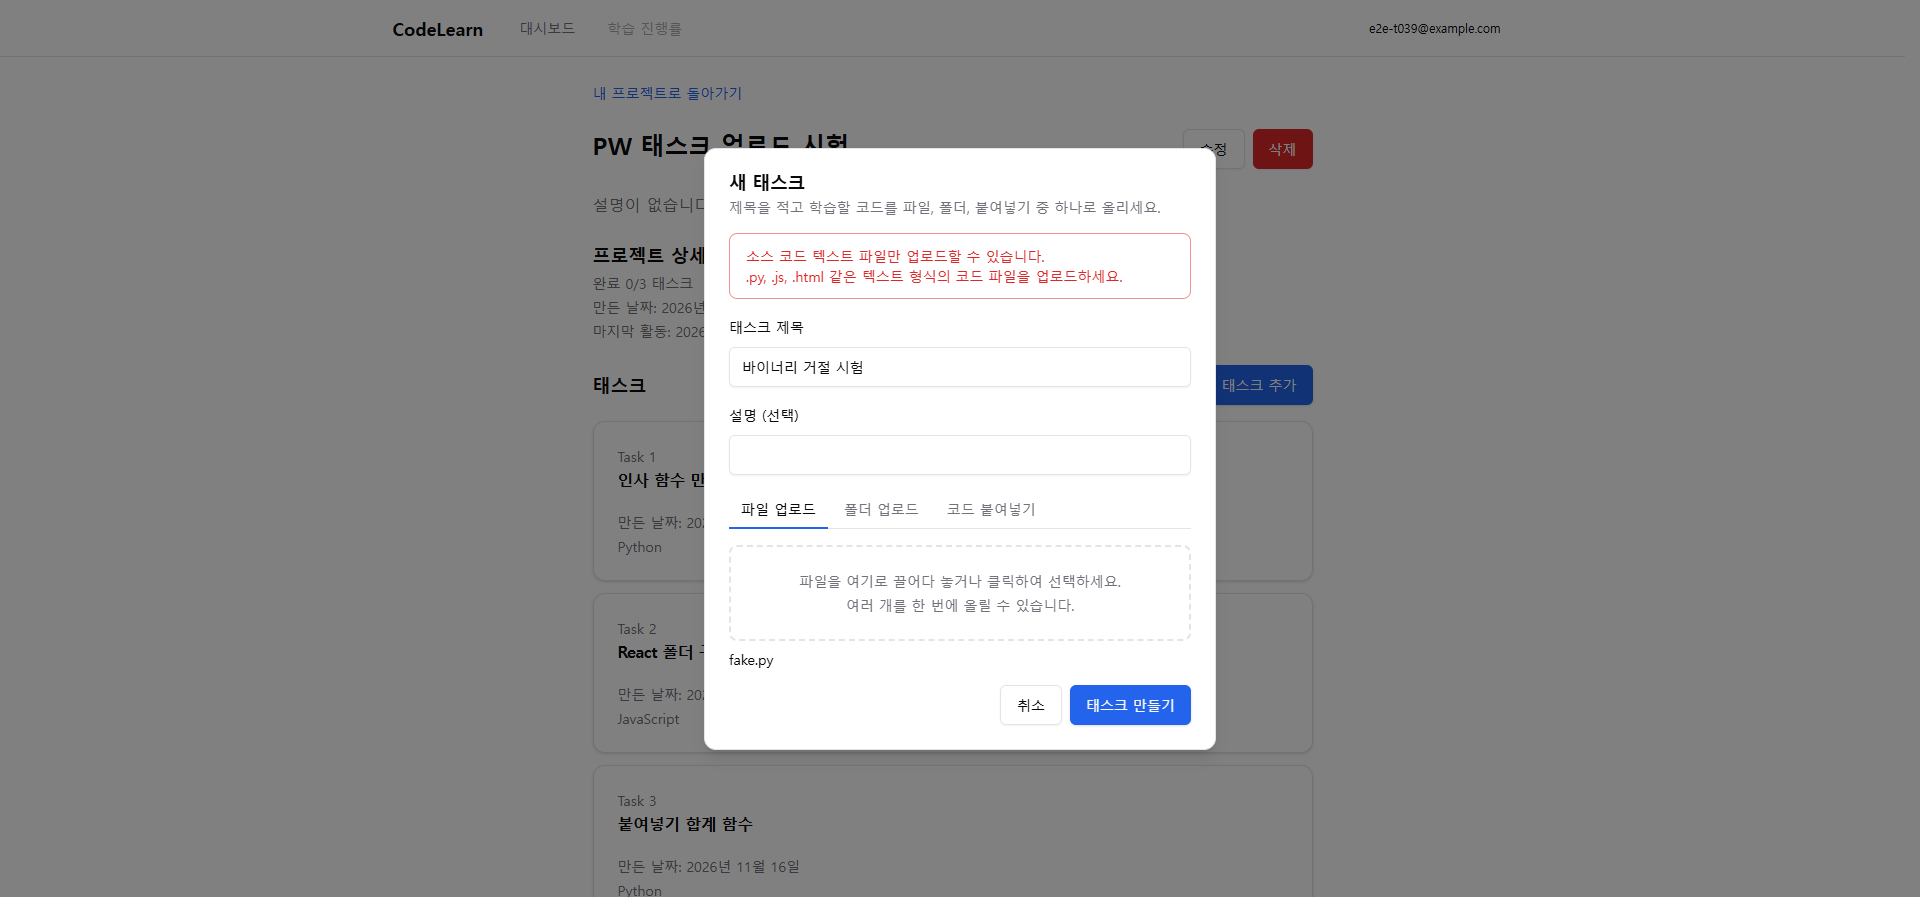 CodeLearn
대시보드
학습 진행률
e2e-t039@example.com
내 프로젝트로 돌아가기
PW 태스크 업로드 시험
정
삭제
설명이 없습니다
프로젝트 상세
완료 0/3 태스크
만든 날짜: 2026년
마지막 활동: 2026
태스크
태스크 추가
Task 1
인사 함수 만
만든 날짜: 202
Python
Task 2
React 폴더
만든 날짜: 202
JavaScript
Task 3
붙여넣기 합계 함수
만든 날짜: 2026년 11월 16일
Python
새 태스크
제목을 적고 학습할 코드를 파일, 폴더, 붙여넣기 중 하나로 올리세요.
소스 코드 텍스트 파일만 업로드할 수 있습니다.
.py, .js, .html 같은 텍스트 형식의 코드 파일을 업로드하세요.
태스크 제목
바이너리 거절 시험
설명 (선택)
파일 업로드
폴더 업로드
코드 붙여넣기
파일을 여기로 끌어다 놓거나 클릭하여 선택하세요.
여러 개를 한 번에 올릴 수 있습니다.
fake.py
취소
태스크 만들기